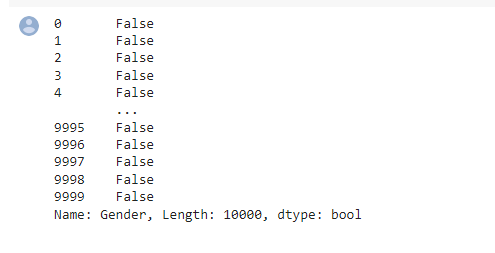 0 False
1 False
2 False
3 False
4 False
...
9995 False
9996 False
9997 False
9998 False
9999 False
Name: Gender, Length: 10000, dtype: bool